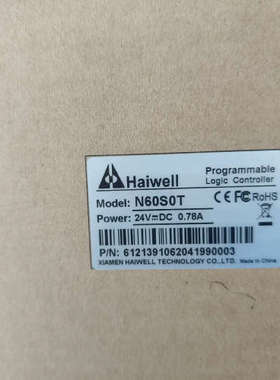 Haiwell Programmable
Logic Controller
Model: N60S0T CE FC RoHS
Power: 24V⎓DC 0.78A
P/N: 6121391062041990003
XIAMEN HAIWELL TECHNOLOGY CO.,LTD. Made in China